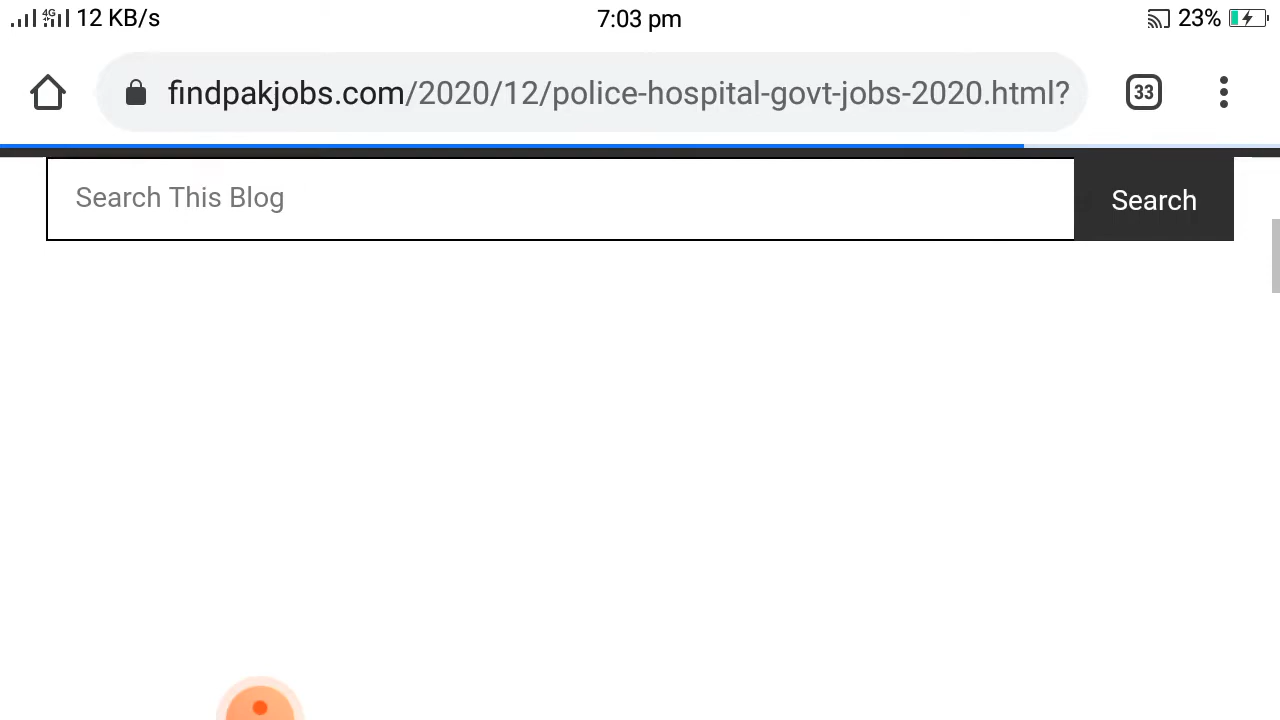 4G 12 KB/s 7:03 pm 23%
findpakjobs.com/2020/12/police-hospital-govt-jobs-2020.html? 33
Search This Blog Search